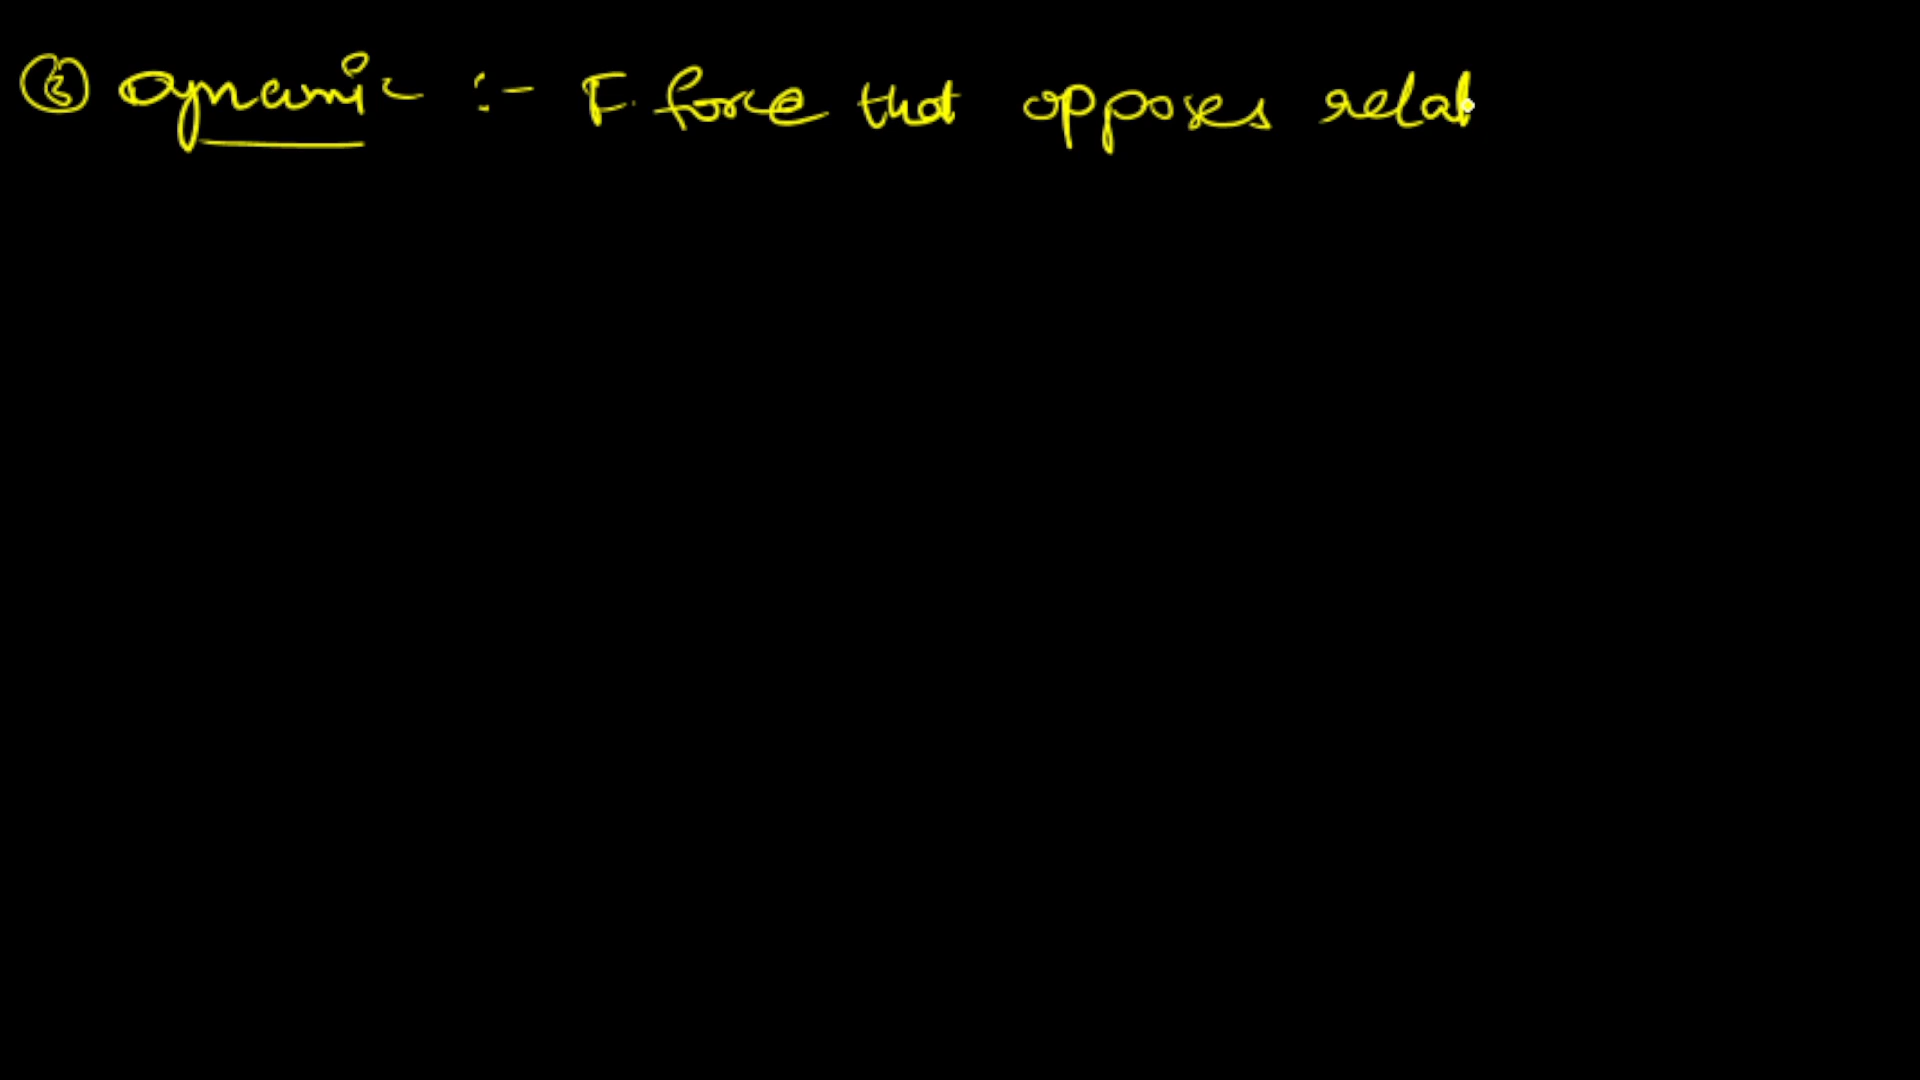 ③ Dynamic :- F. force that opposes relat